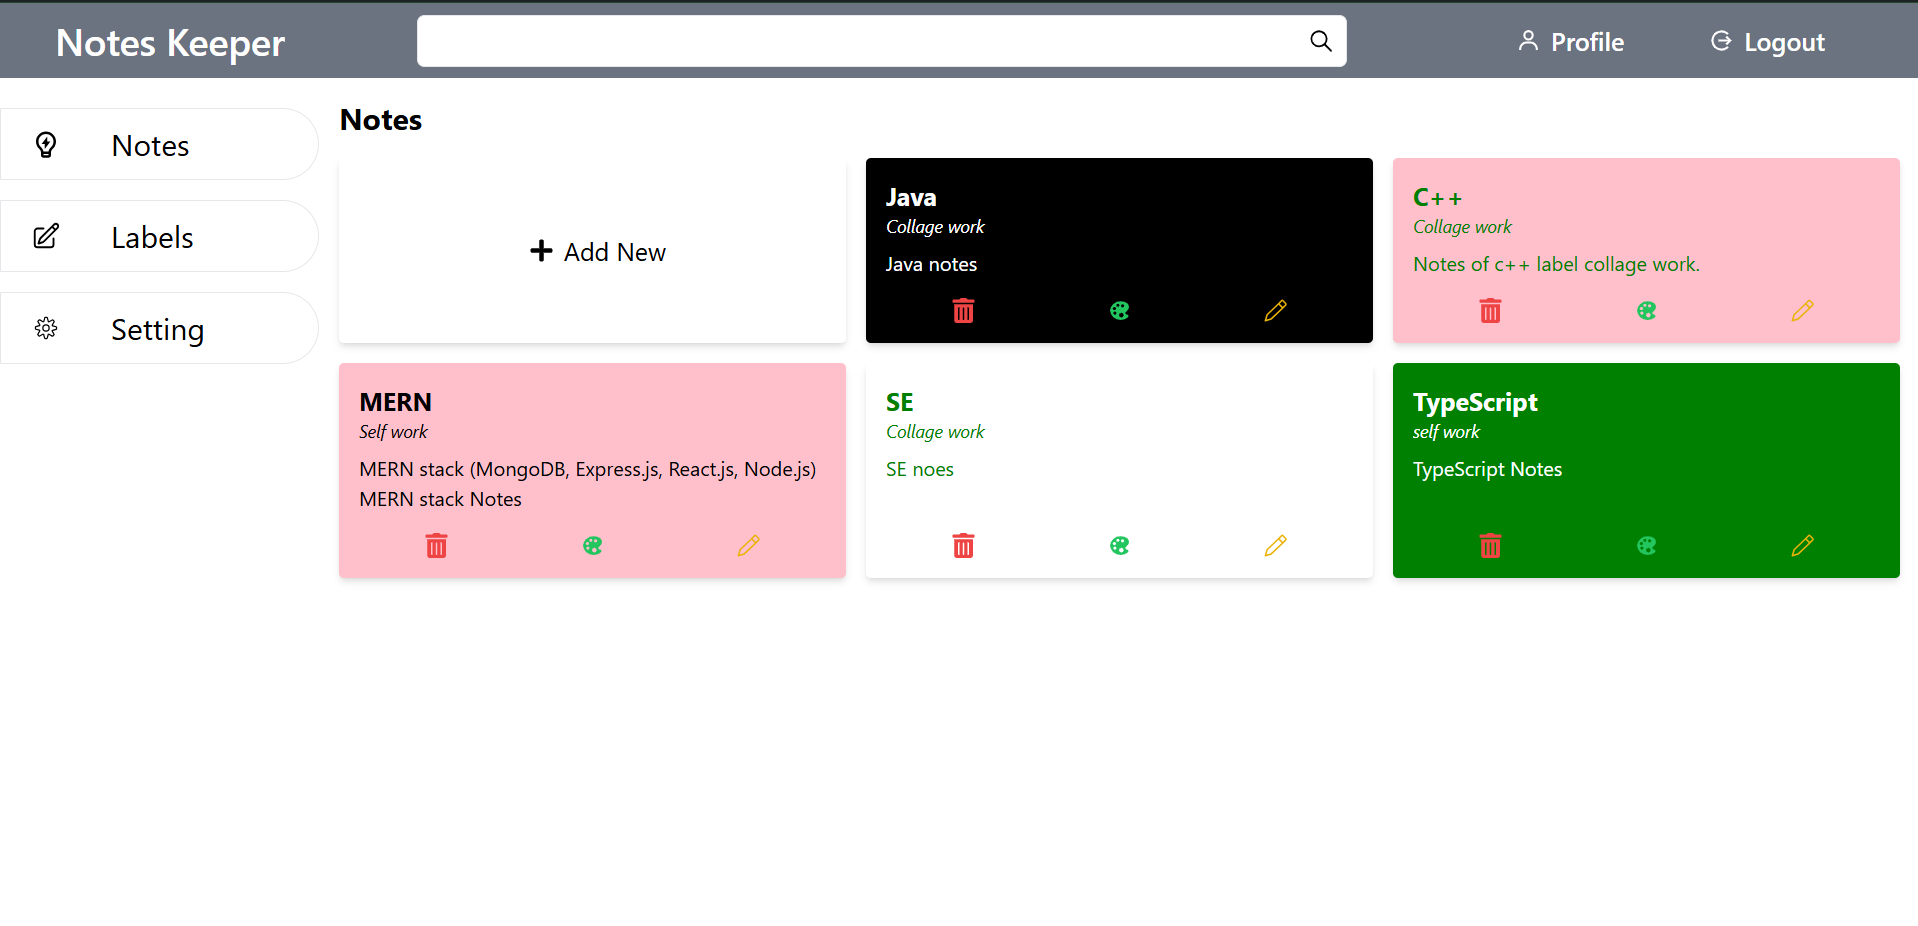 Notes Keeper
Profile
Logout
Notes
Labels
Setting
Notes
Add New
Java
Collage work
Java notes
C++
Collage work
Notes of c++ label collage work.
MERN
Self work
MERN stack (MongoDB, Express.js, React.js, Node.js)
MERN stack Notes
SE
Collage work
SE noes
TypeScript
self work
TypeScript Notes